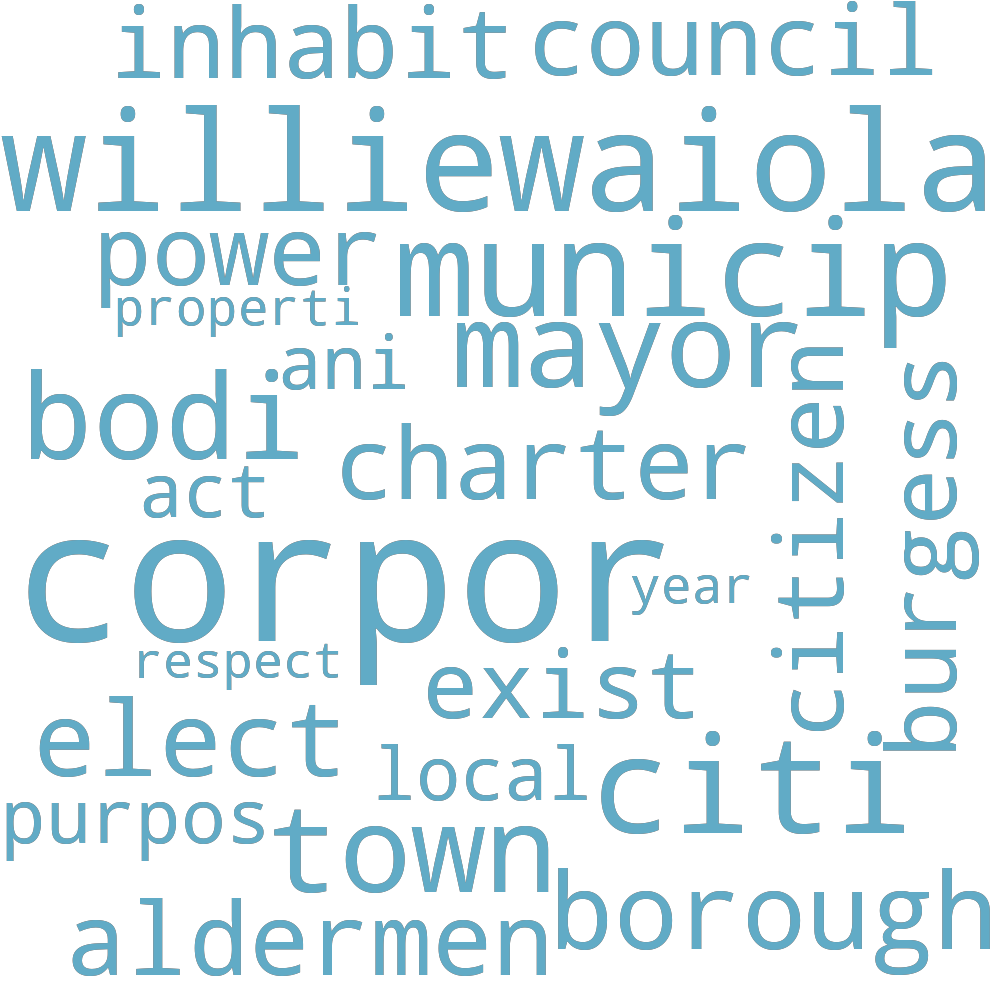 inhabit council
williewaiola
power municip
properti
mayor
ani
bodi
citizen
burgess
charter
act
corpor
year
respect
exist
elect
citi
local
purpos
town
borough
aldermen